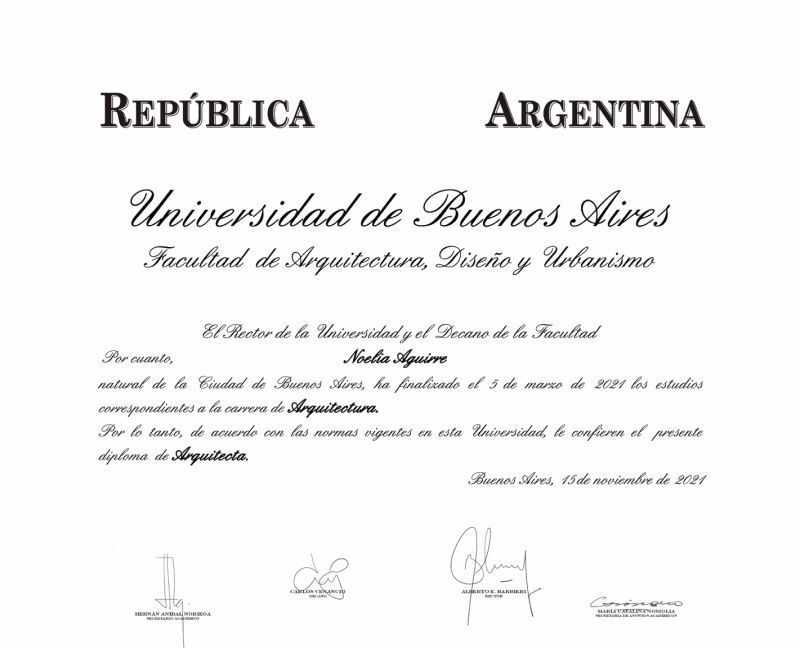 REPÚBLICA ARGENTINA
Universidad de Buenos Aires
Facultad de Arquitectura, Diseño y Urbanismo
El Rector de la Universidad y el Decano de la Facultad
Por cuanto, Noelia Aguirre
natural de la Ciudad de Buenos Aires, ha finalizado el 5 de marzo de 2021 los estudios
correspondientes a la carrera de Arquitectura.
Por lo tanto, de acuerdo con las normas vigentes en esta Universidad, le confieren el presente
diploma de Arquitecta.
Buenos Aires, 15 de noviembre de 2021
HERNÁN ANIBAL NORIEGA
SECRETARIO ACADÉMICO
CARLOS VENANCIO
DECANO
ALBERTO E. BARBIERI
RECTOR
MARÍA CATALINA NOSIGLIA
SECRETARIA DE ASUNTOS ACADÉMICOS